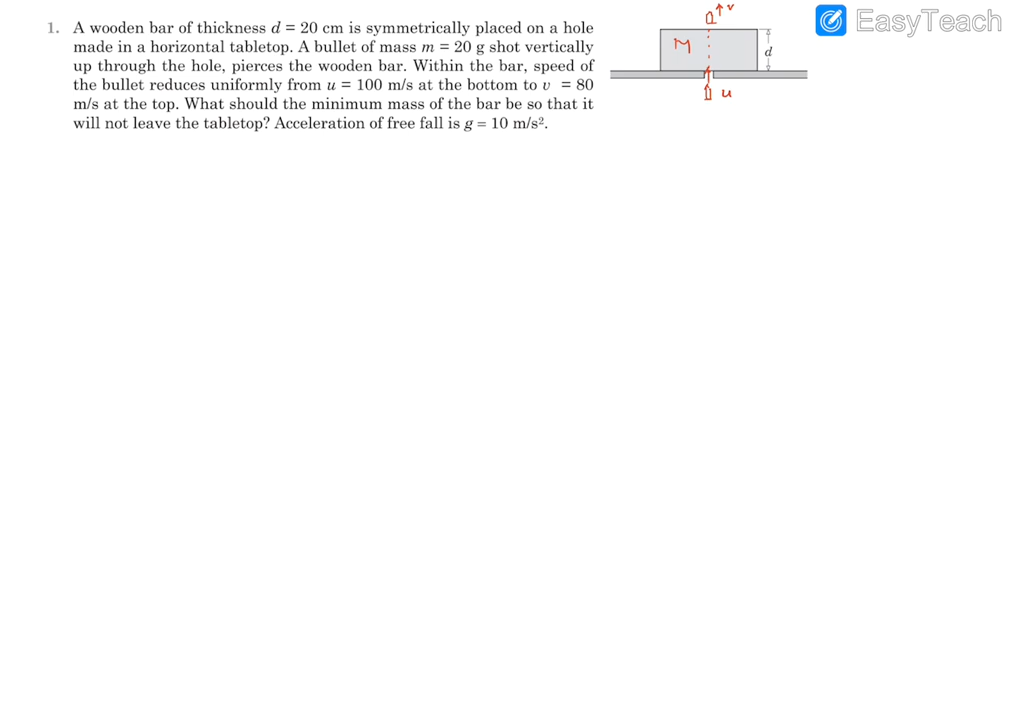 1. A wooden bar of thickness d = 20 cm is symmetrically placed on a hole
made in a horizontal tabletop. A bullet of mass m = 20 g shot vertically
up through the hole, pierces the wooden bar. Within the bar, speed of
the bullet reduces uniformly from u = 100 m/s at the bottom to v = 80
m/s at the top. What should the minimum mass of the bar be so that it
will not leave the tabletop? Acceleration of free fall is g = 10 m/s².
v
M
d
u
EasyTeach